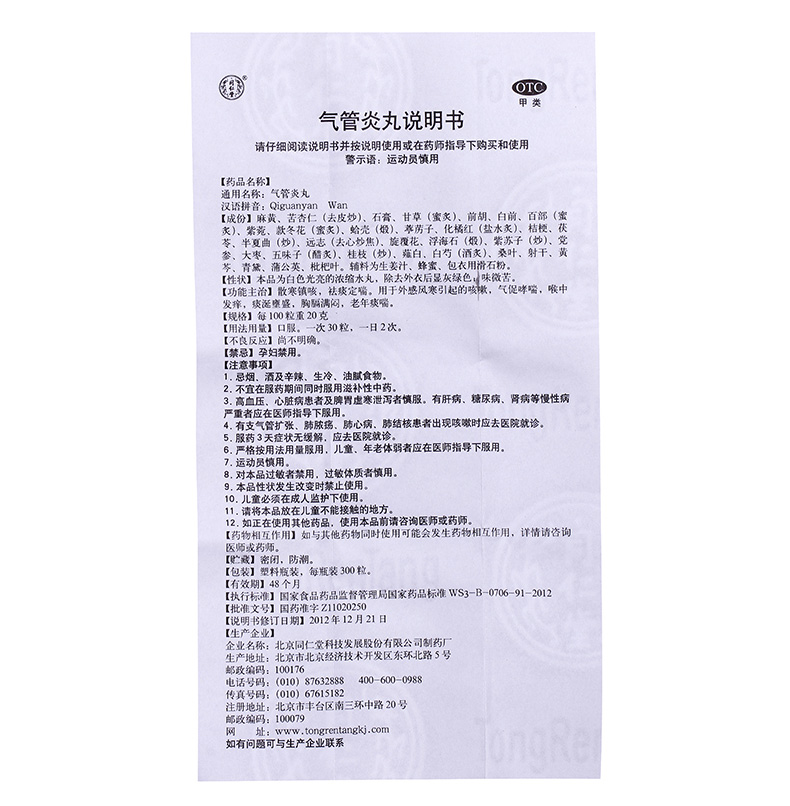 同仁堂
OTC
甲类
气管炎丸说明书
请仔细阅读说明书并按说明使用或在药师指导下购买和使用
警示语：运动员慎用
【药品名称】
通用名称：气管炎丸
汉语拼音：Qiguanyan Wan
【成份】麻黄、苦杏仁（去皮炒）、石膏、甘草（蜜炙）、前胡、白前、百部（蜜
炙）、紫菀、款冬花（蜜炙）、蛤壳（煅）、葶苈子、化橘红（盐水炙）、桔梗、茯
苓、半夏曲（炒）、远志（去心炒焦）、旋覆花、浮海石（煅）、紫苏子（炒）、党
参、大枣、五味子（醋炙）、桂枝（炒）、薤白、白芍（酒炙）、桑叶、射干、黄
芩、青黛、蒲公英、枇杷叶。辅料为生姜汁、蜂蜜、包衣用滑石粉。
【性状】本品为白色光亮的浓缩水丸，除去外衣后显灰绿色；味微苦。
【功能主治】散寒镇咳，祛痰定喘。用于外感风寒引起的咳嗽，气促哮喘，喉中
发痒，痰涎壅盛，胸膈满闷，老年痰喘。
【规格】每100粒重20克
【用法用量】口服。一次30粒，一日2次。
【不良反应】尚不明确。
【禁忌】孕妇禁用。
【注意事项】
1．忌烟、酒及辛辣、生冷、油腻食物。
2．不宜在服药期间同时服用滋补性中药。
3．高血压、心脏病患者及脾胃虚寒泄泻者慎服。有肝病、糖尿病、肾病等慢性病
严重者应在医师指导下服用。
4．有支气管扩张、肺脓疡、肺心病、肺结核患者出现咳嗽时应去医院就诊。
5．服药3天症状无缓解，应去医院就诊。
6．严格按用法用量服用，儿童、年老体弱者应在医师指导下服用。
7．运动员慎用。
8．对本品过敏者禁用，过敏体质者慎用。
9．本品性状发生改变时禁止使用。
10．儿童必须在成人监护下使用。
11．请将本品放在儿童不能接触的地方。
12．如正在使用其他药品，使用本品前请咨询医师或药师。
【药物相互作用】如与其他药物同时使用可能会发生药物相互作用，详情请咨询
医师或药师。
【贮藏】密闭，防潮。
【包装】塑料瓶装，每瓶装300粒。
【有效期】48个月
【执行标准】国家食品药品监督管理局国家药品标准WS3-B-0706-91-2012
【批准文号】国药准字Z11020250
【说明书修订日期】2012年12月21日
【生产企业】
企业名称：北京同仁堂科技发展股份有限公司制药厂
生产地址：北京市北京经济技术开发区东环北路5号
邮政编码：100176
电话号码：（010）87632888 400-600-0988
传真号码：（010）67615182
注册地址：北京市丰台区南三环中路20号
邮政编码：100079
网 址：www.tongrentangkj.com
如有问题可与生产企业联系